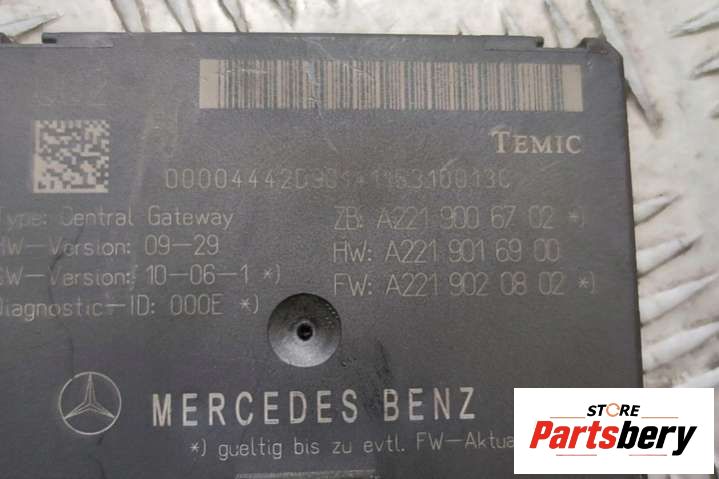 TEMIC
Type: Central Gateway ZB: A221 900 67 02 *)
HW-Version: 09-29 HW: A221 901 69 00
SW-Version: 10-06-1 *) FW: A221 902 08 02 *)
Diagnostic-ID: 000E *)
MERCEDES BENZ
*) gueltig bis zu evtl. FW-Aktua
STORE
Partsbery